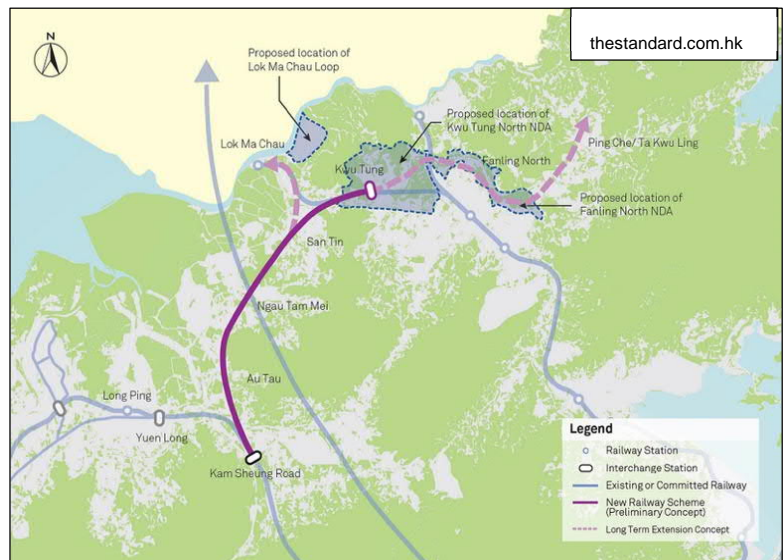 thestandard.com.hk
N
Proposed location of
Lok Ma Chau Loop
Proposed location of
Kwu Tung North NDA
Lok Ma Chau
Ping Che/ Ta Kwu Ling
Fanling North
Kwu Tung
Proposed location of
Fanling North NDA
San Tin
Ngau Tam Mei
Au Tau
Long Ping
Yuen Long
Kam Sheung Road
Legend
Railway Station
Interchange Station
Existing or Committed Railway
New Railway Scheme
(Preliminary Concept)
Long Term Extension Concept